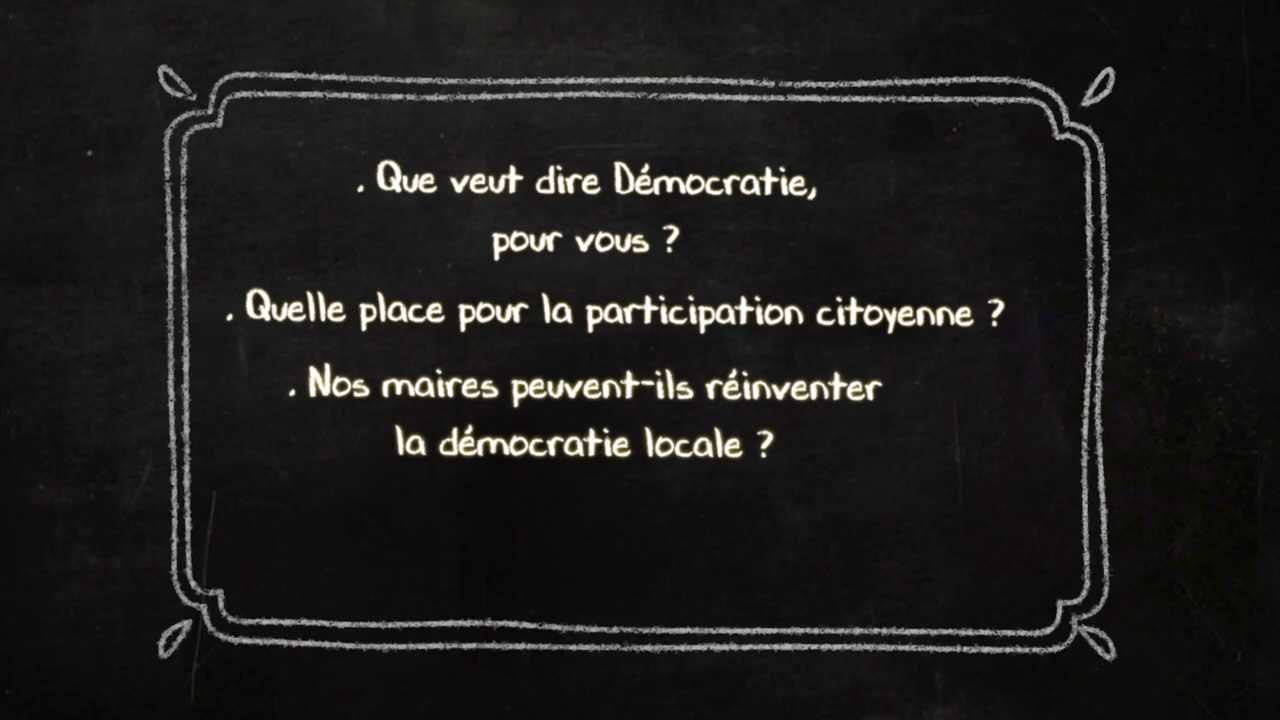 . Que veut dire Démocratie,
pour vous ?
. Quelle place pour la participation citoyenne ?
. Nos maires peuvent-ils réinventer
la démocratie locale ?